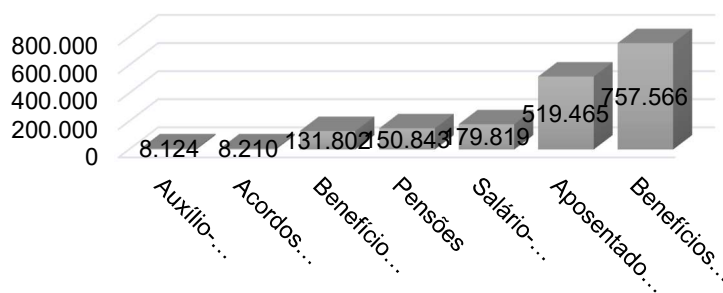 800.000
600.000
400.000
200.000
0
8.124
8.210
131.802
150.843
179.819
519.465
757.566
Auxílio-...
Acordos...
Benefício...
Pensões
Salário-...
Aposentado...
Benefícios...